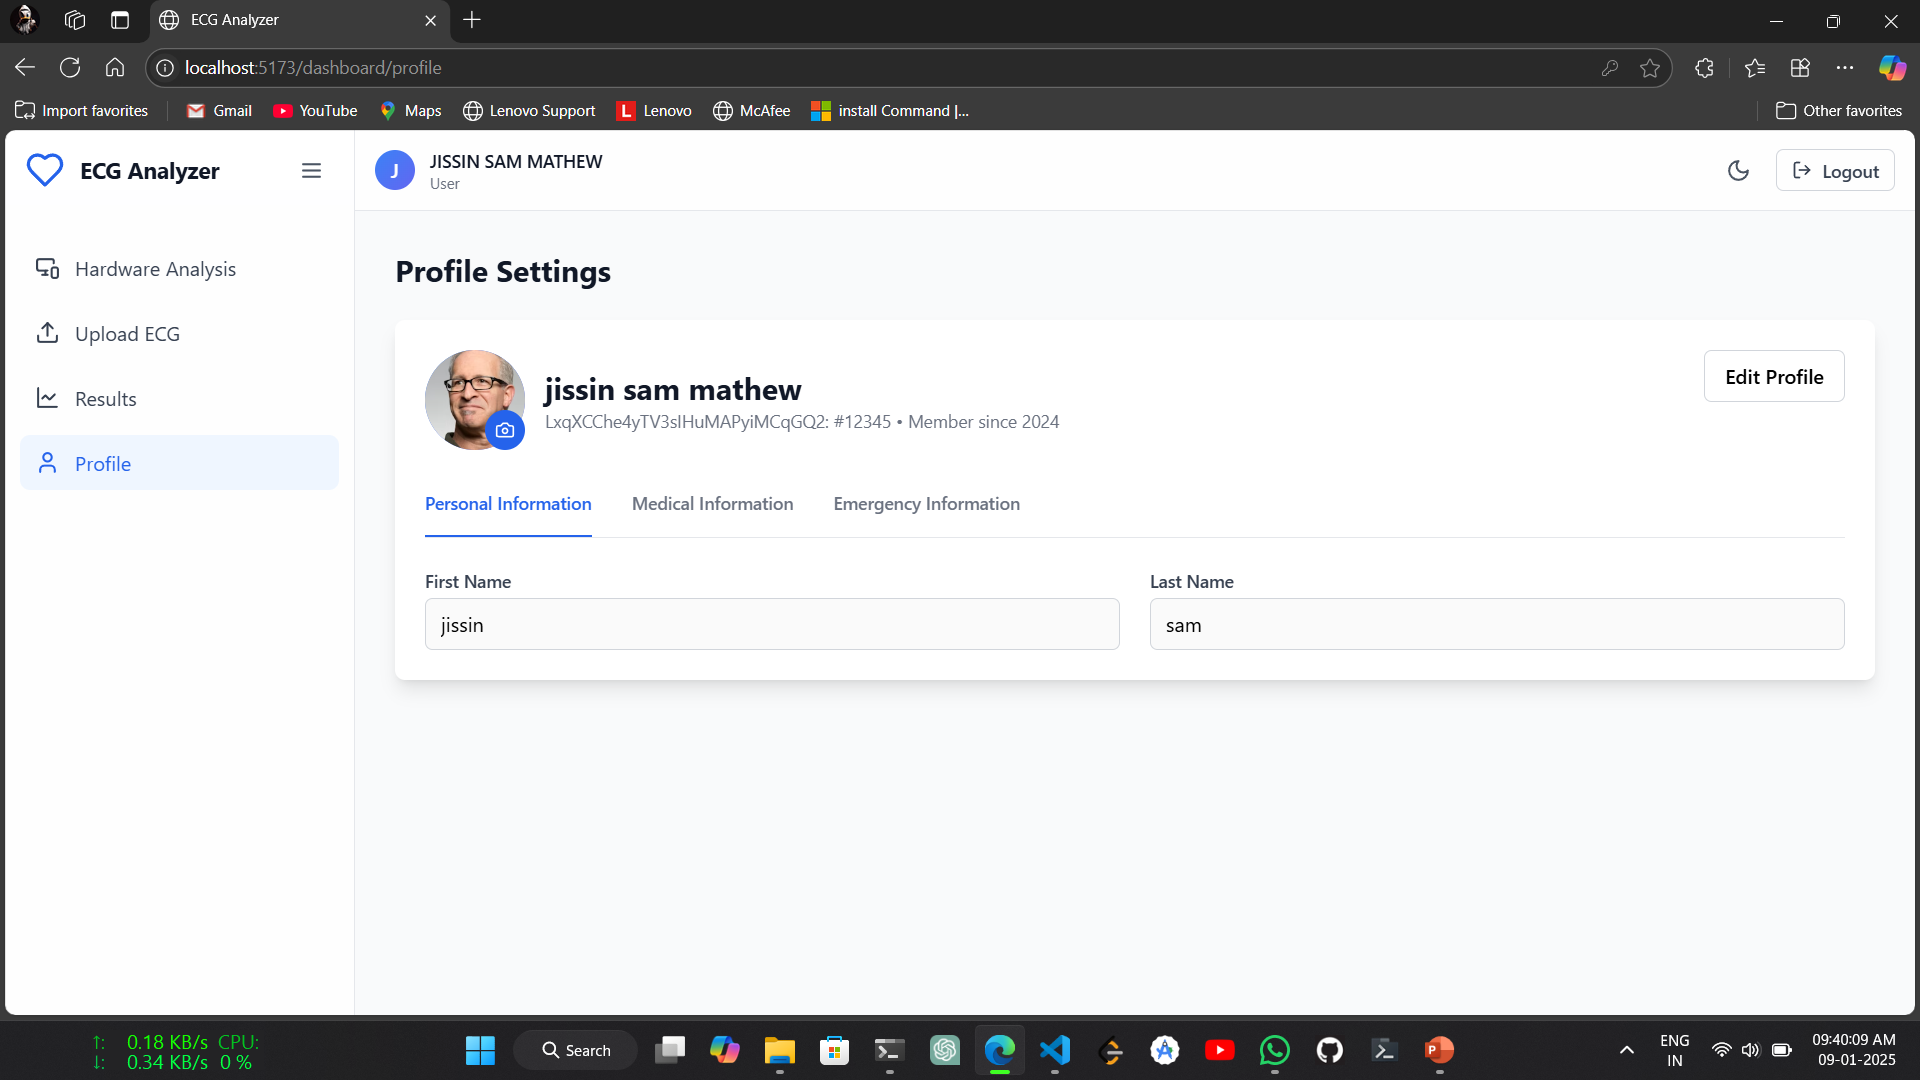 ECG Analyzer
localhost:5173/dashboard/profile
Import favorites
Gmail
YouTube
Maps
Lenovo Support
L Lenovo
McAfee
install Command |...
Other favorites
ECG Analyzer
J
JISSIN SAM MATHEW
User
Logout
Hardware Analysis
Upload ECG
Results
Profile
Profile Settings
jissin sam mathew
LxqXCChe4yTV3sIHuMAPyiMCqGQ2: #12345 • Member since 2024
Edit Profile
Personal Information
Medical Information
Emergency Information
First Name
Last Name
jissin
sam
↑: 0.18 KB/s CPU:
↓: 0.34 KB/s 0 %
Search
ENG
IN
09:40:09 AM
09-01-2025